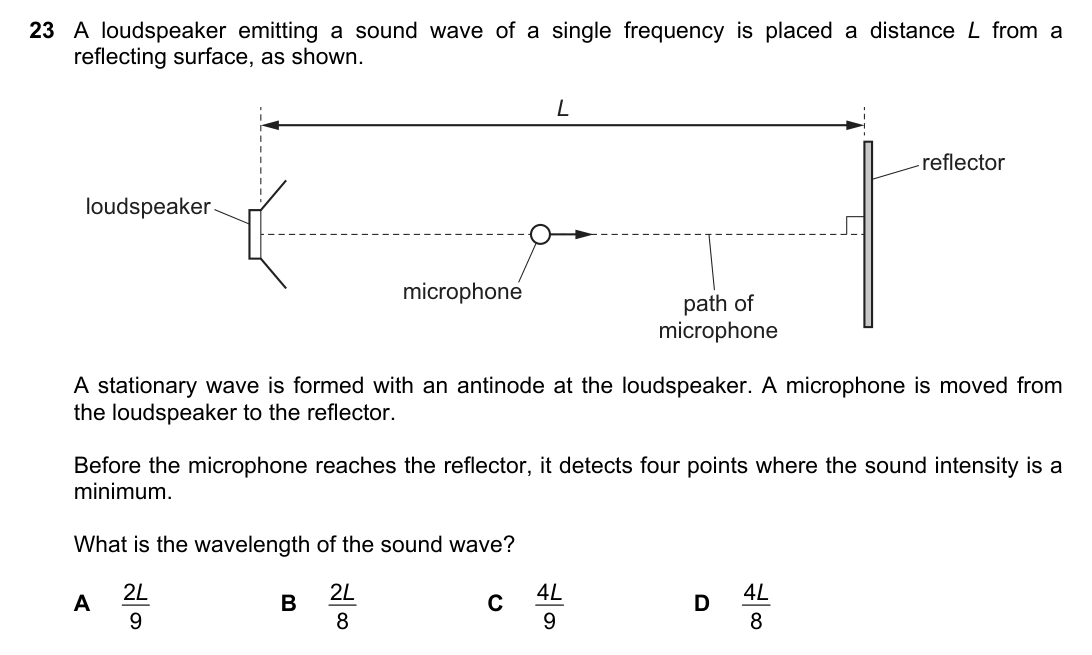 23 A loudspeaker emitting a sound wave of a single frequency is placed a distance L from a
reflecting surface, as shown.
L
reflector
loudspeaker
microphone
path of
microphone
A stationary wave is formed with an antinode at the loudspeaker. A microphone is moved from
the loudspeaker to the reflector.
Before the microphone reaches the reflector, it detects four points where the sound intensity is a
minimum.
What is the wavelength of the sound wave?
A 2L/9 B 2L/8 C 4L/9 D 4L/8